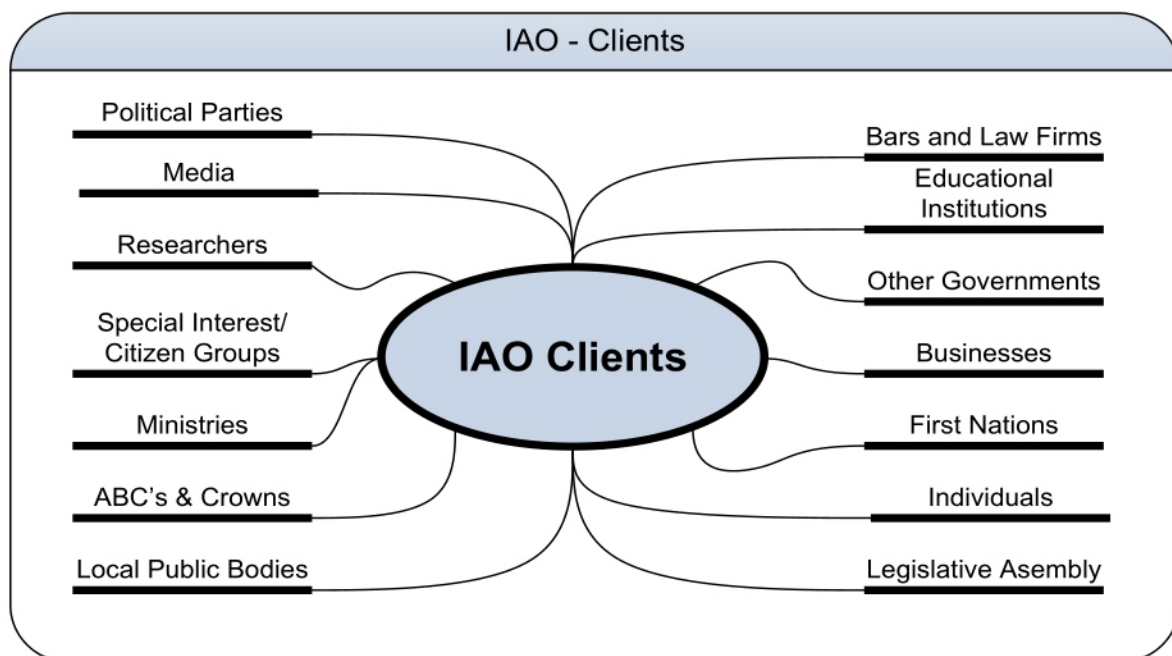 IAO - Clients
Political Parties
Media
Researchers
Special Interest/
Citizen Groups
Ministries
ABC's & Crowns
Local Public Bodies
IAO Clients
Bars and Law Firms
Educational
Institutions
Other Governments
Businesses
First Nations
Individuals
Legislative Asembly